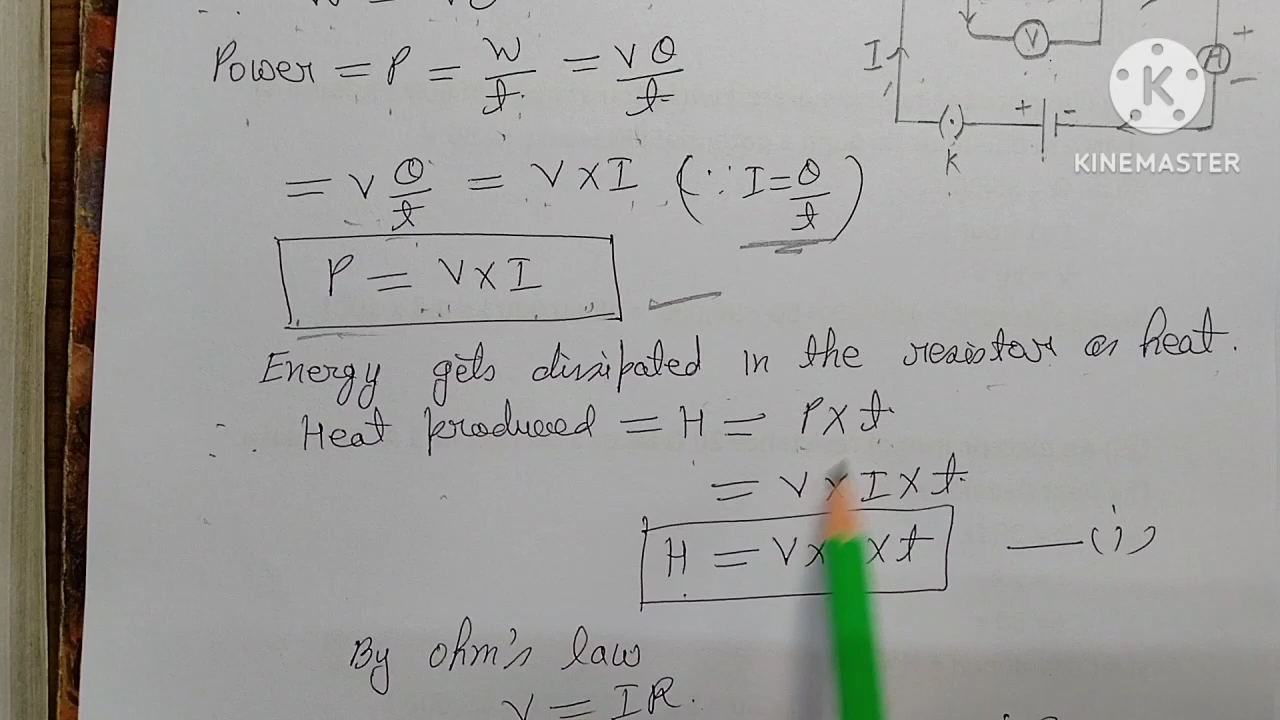 Power = P = W/t = VQ/t
= V Q/t = V X I (∵ I = Q/t)
P = V X I
Energy gets dissipated in the resistor as heat.
∴ Heat produced = H = P X t
= V X I X t
H = V X X t —(i)
By ohm's law
V = IR.
I
V
A
+
-
+
-
K
K
KINEMASTER